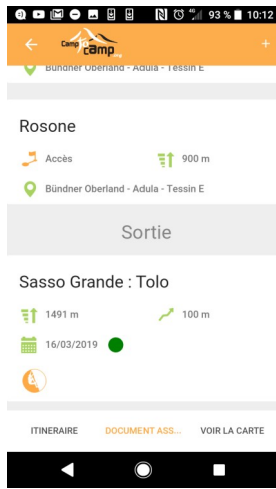 93 % 10:12
Camp to camp.org
Bündner Oberland - Adula - Tessin E
Rosone
Accès 900 m
Bündner Oberland - Adula - Tessin E
Sortie
Sasso Grande : Tolo
1491 m 100 m
16/03/2019
ITINERAIRE DOCUMENT ASS... VOIR LA CARTE